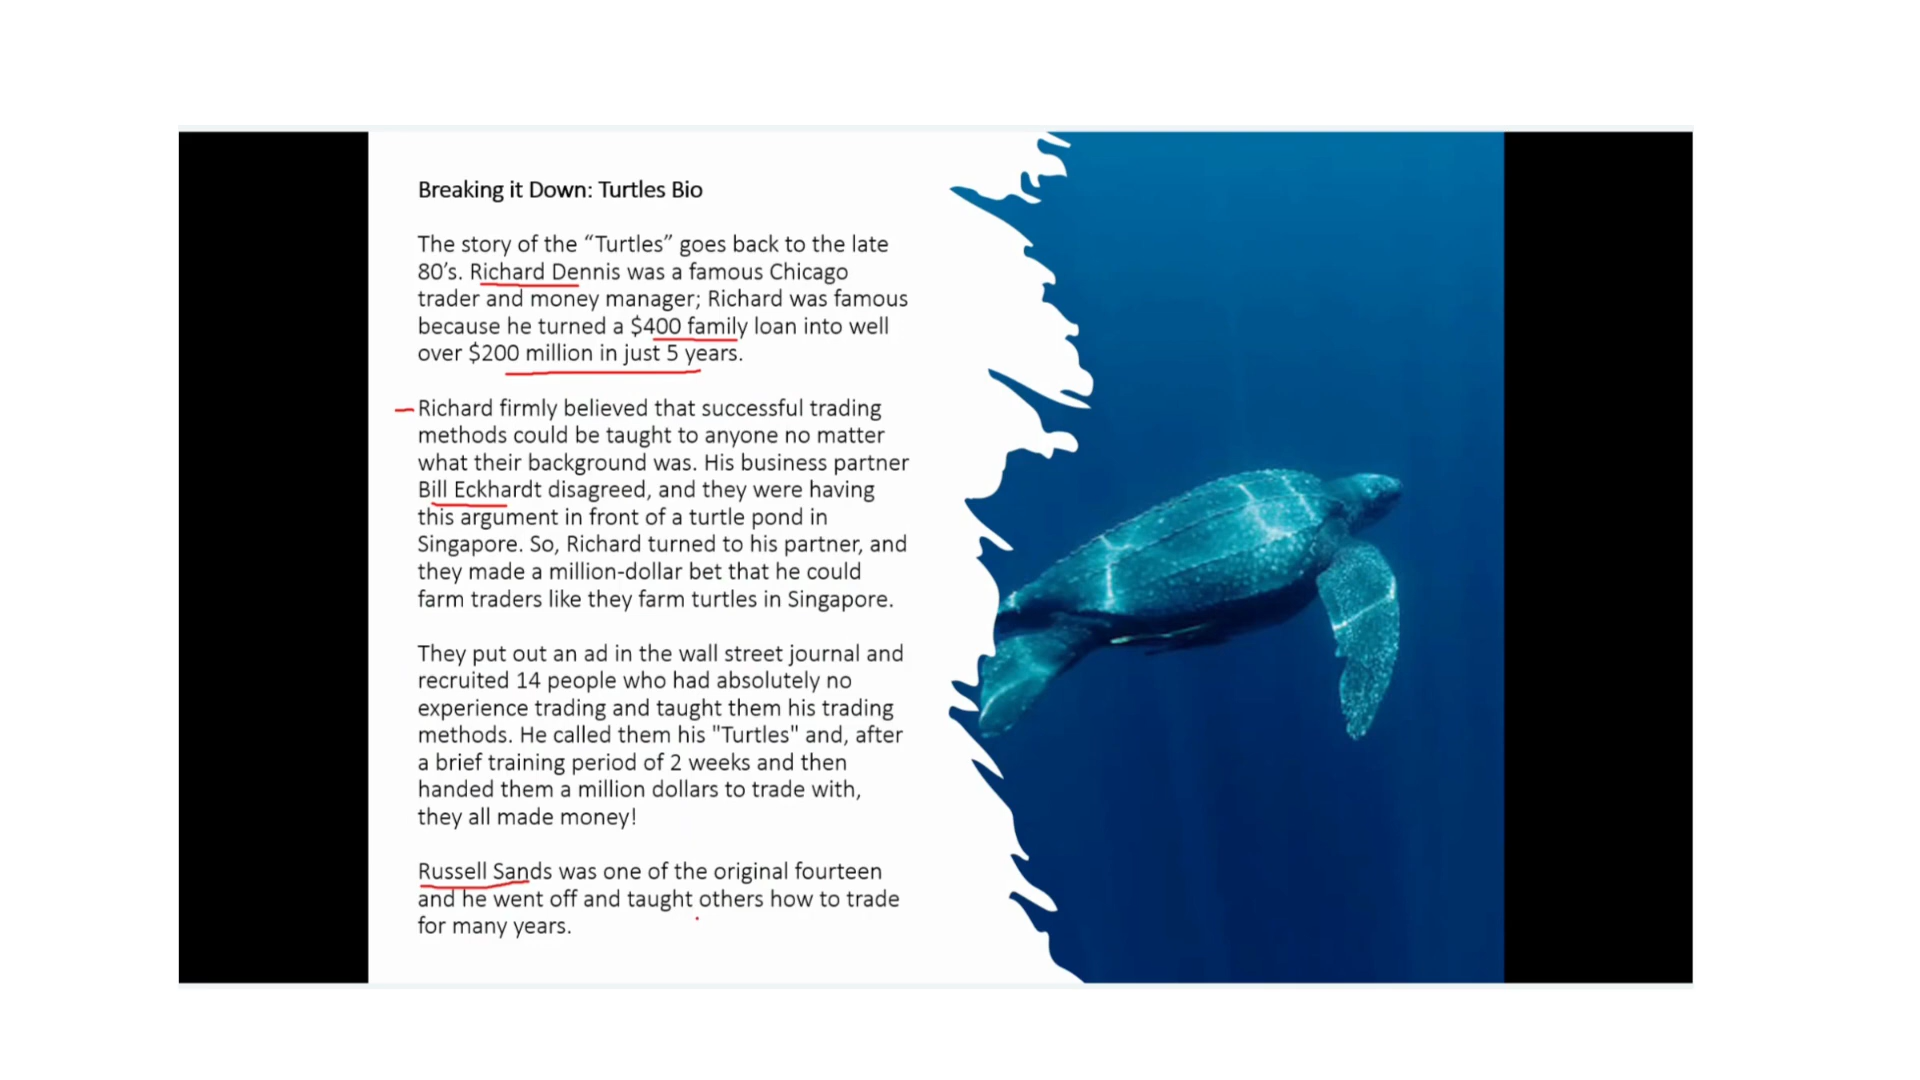 Breaking it Down: Turtles Bio
The story of the “Turtles” goes back to the late
80’s. Richard Dennis was a famous Chicago
trader and money manager; Richard was famous
because he turned a $400 family loan into well
over $200 million in just 5 years.
Richard firmly believed that successful trading
methods could be taught to anyone no matter
what their background was. His business partner
Bill Eckhardt disagreed, and they were having
this argument in front of a turtle pond in
Singapore. So, Richard turned to his partner, and
they made a million-dollar bet that he could
farm traders like they farm turtles in Singapore.
They put out an ad in the wall street journal and
recruited 14 people who had absolutely no
experience trading and taught them his trading
methods. He called them his "Turtles" and, after
a brief training period of 2 weeks and then
handed them a million dollars to trade with,
they all made money!
Russell Sands was one of the original fourteen
and he went off and taught others how to trade
for many years.